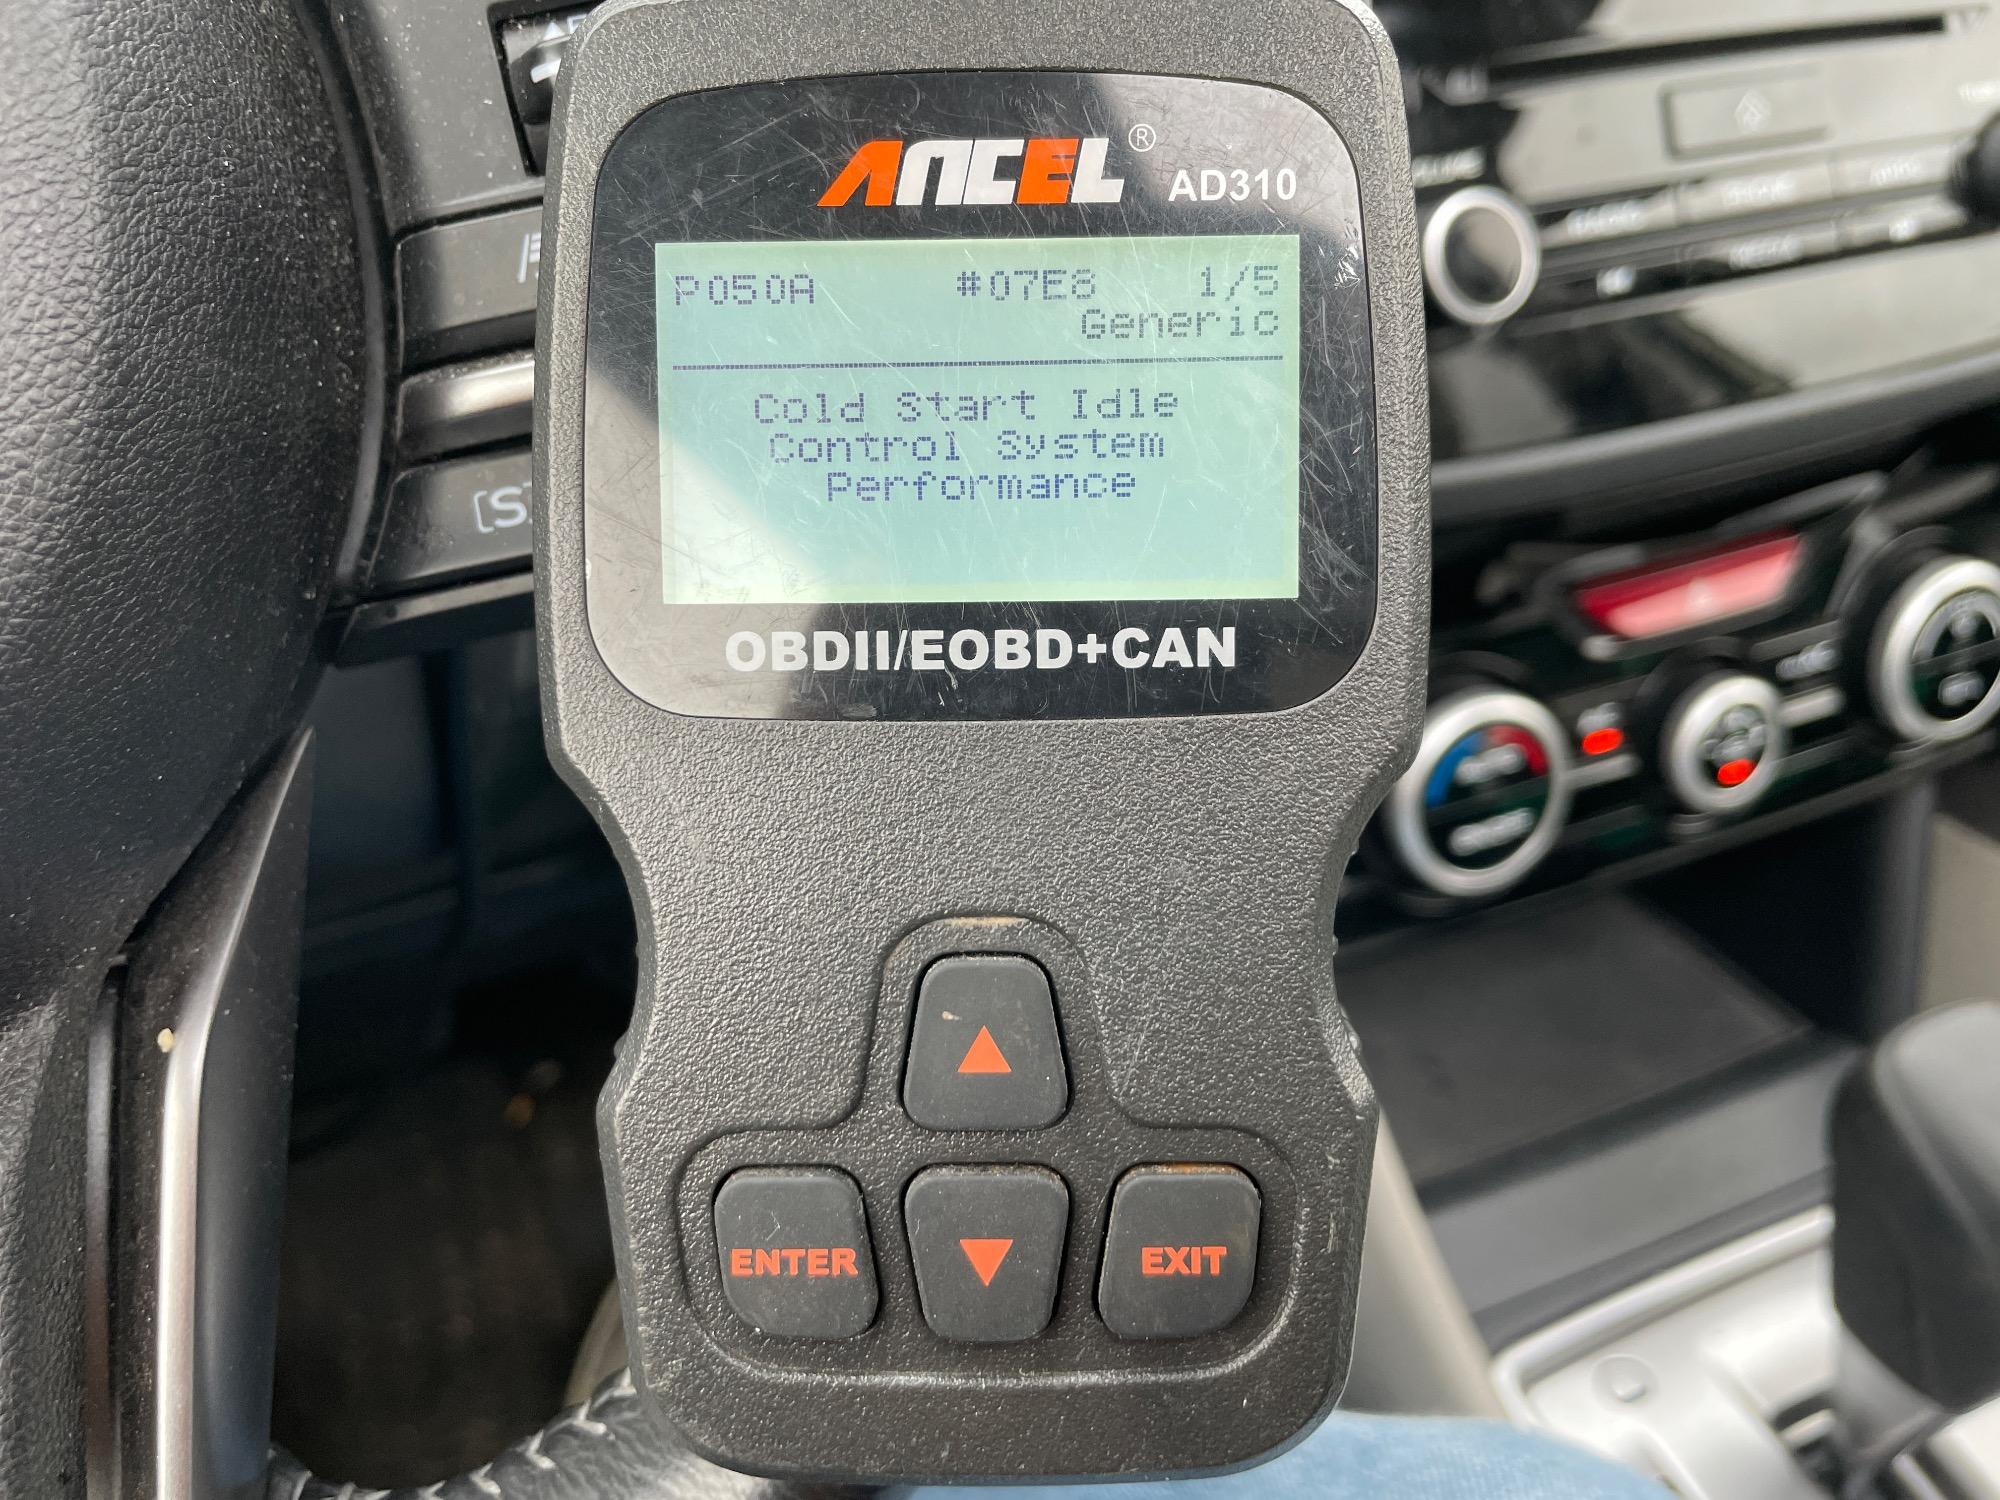 ANCEL® AD310
P050A #07E8 1/5
Generic
Cold Start Idle
Control System
Performance
OBDII/EOBD+CAN
ENTER
EXIT